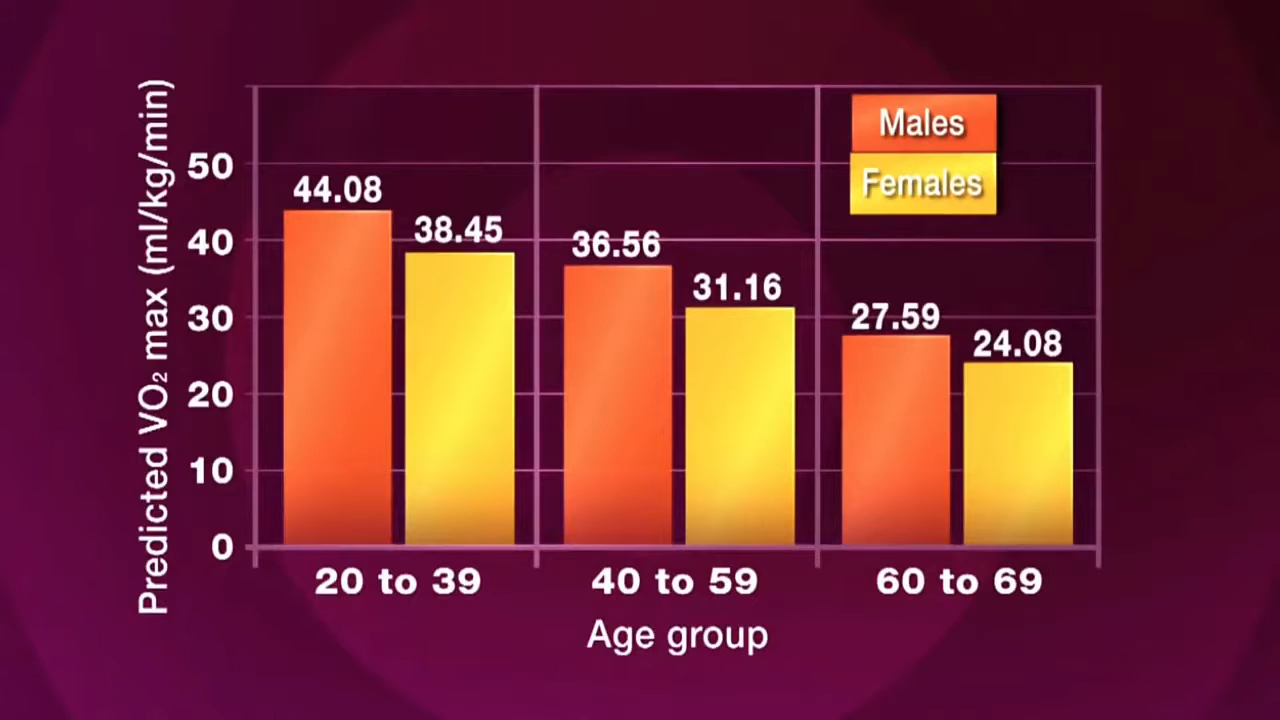 Predicted VO₂ max (ml/kg/min)
50
40
30
20
10
0
44.08
38.45
36.56
31.16
27.59
24.08
Males
Females
20 to 39
40 to 59
60 to 69
Age group